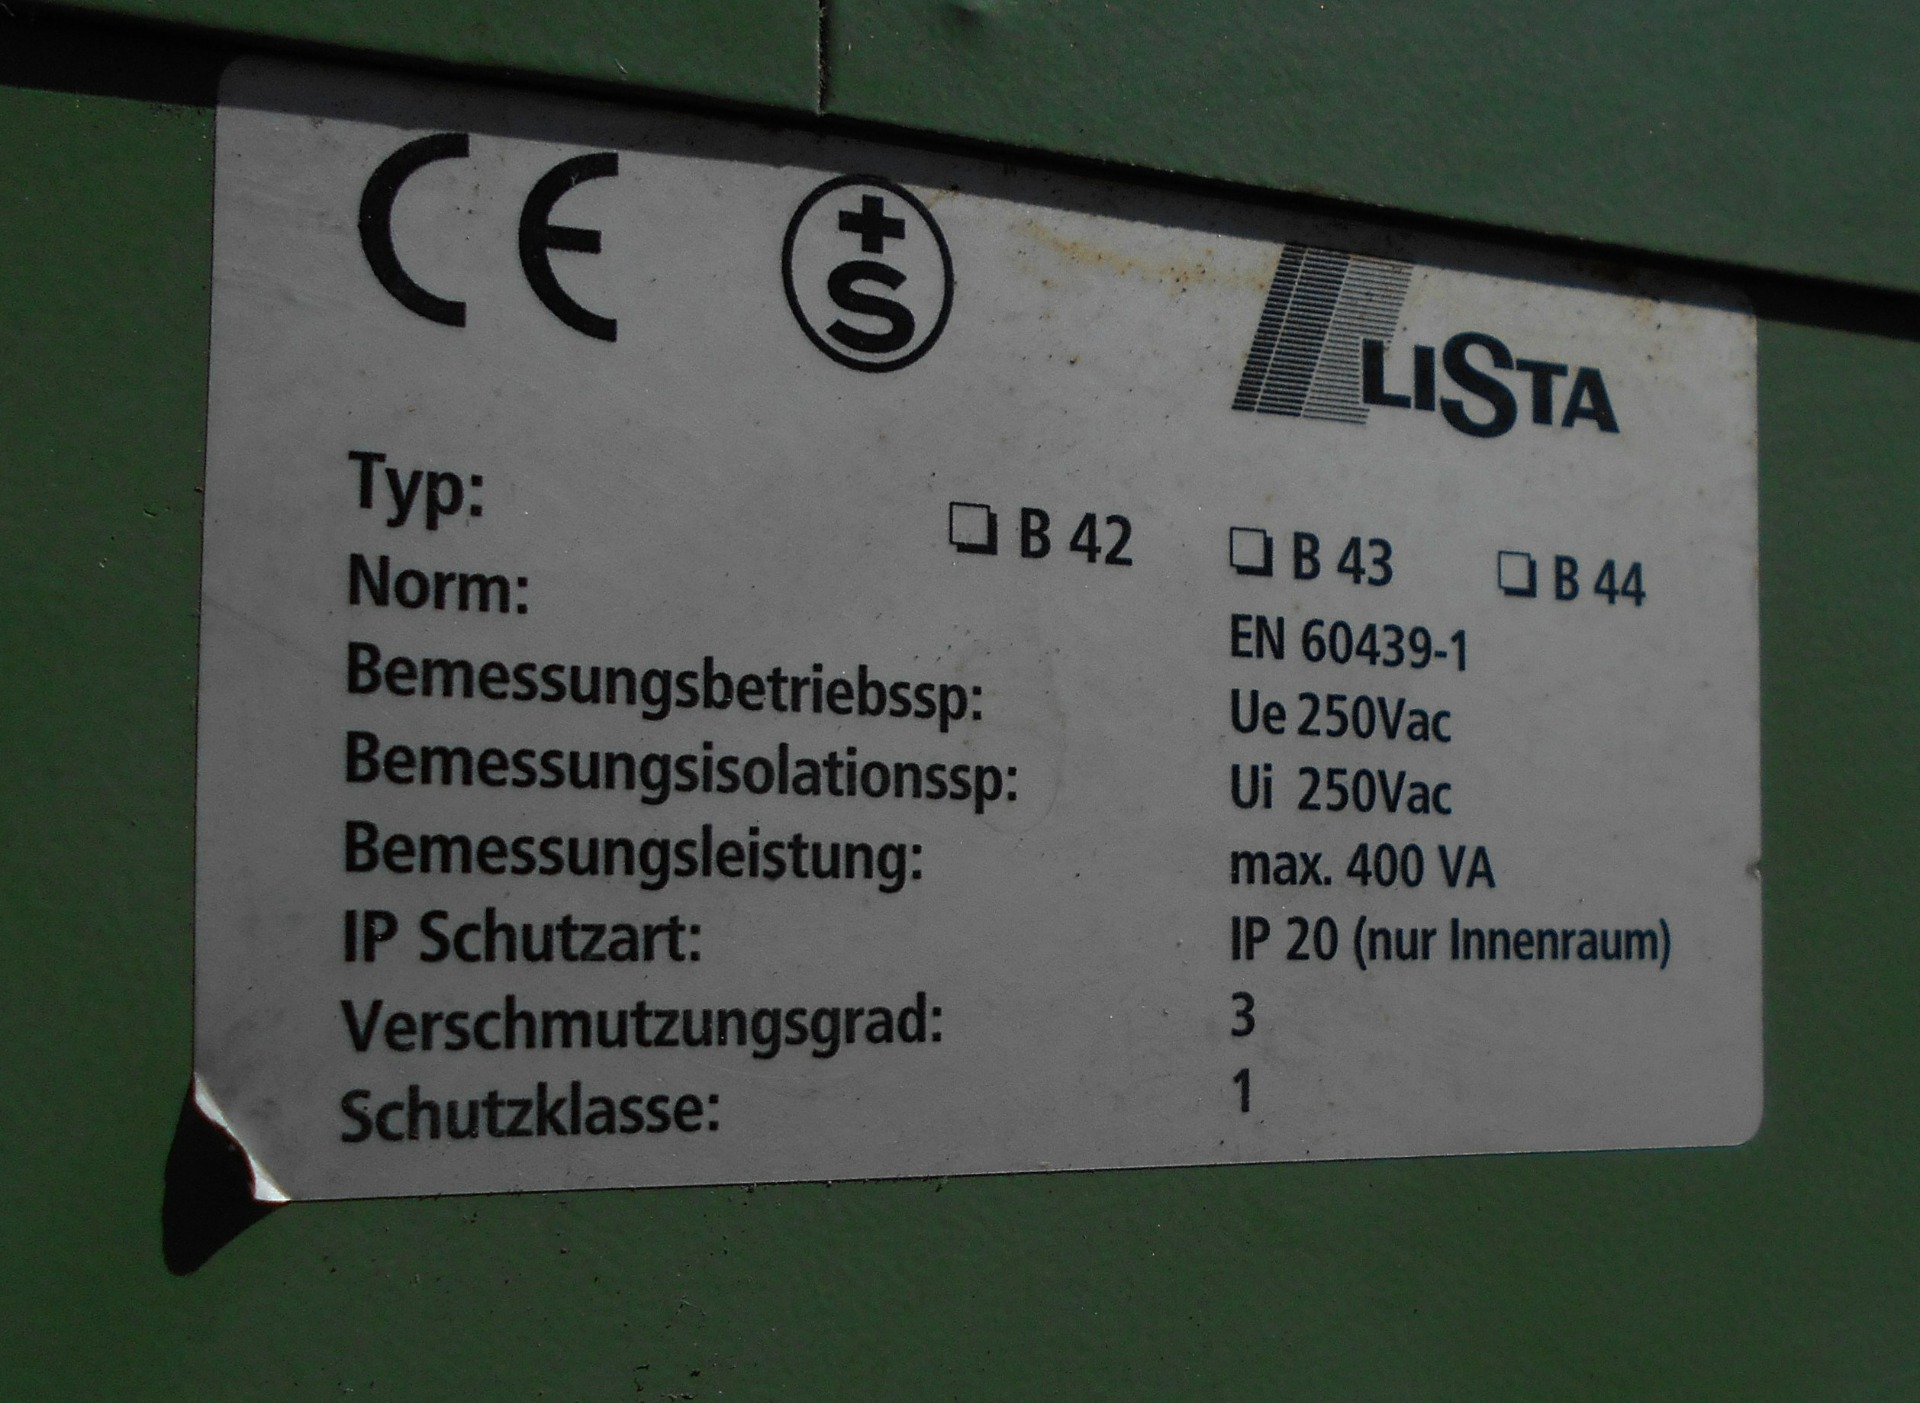 CE +S LISTA
Typ: ❏ B 42 ❏ B 43 ❏ B 44
Norm: EN 60439-1
Bemessungsbetriebssp: Ue 250Vac
Bemessungsisolationssp: Ui 250Vac
Bemessungsleistung: max. 400 VA
IP Schutzart: IP 20 (nur Innenraum)
Verschmutzungsgrad: 3
Schutzklasse: 1